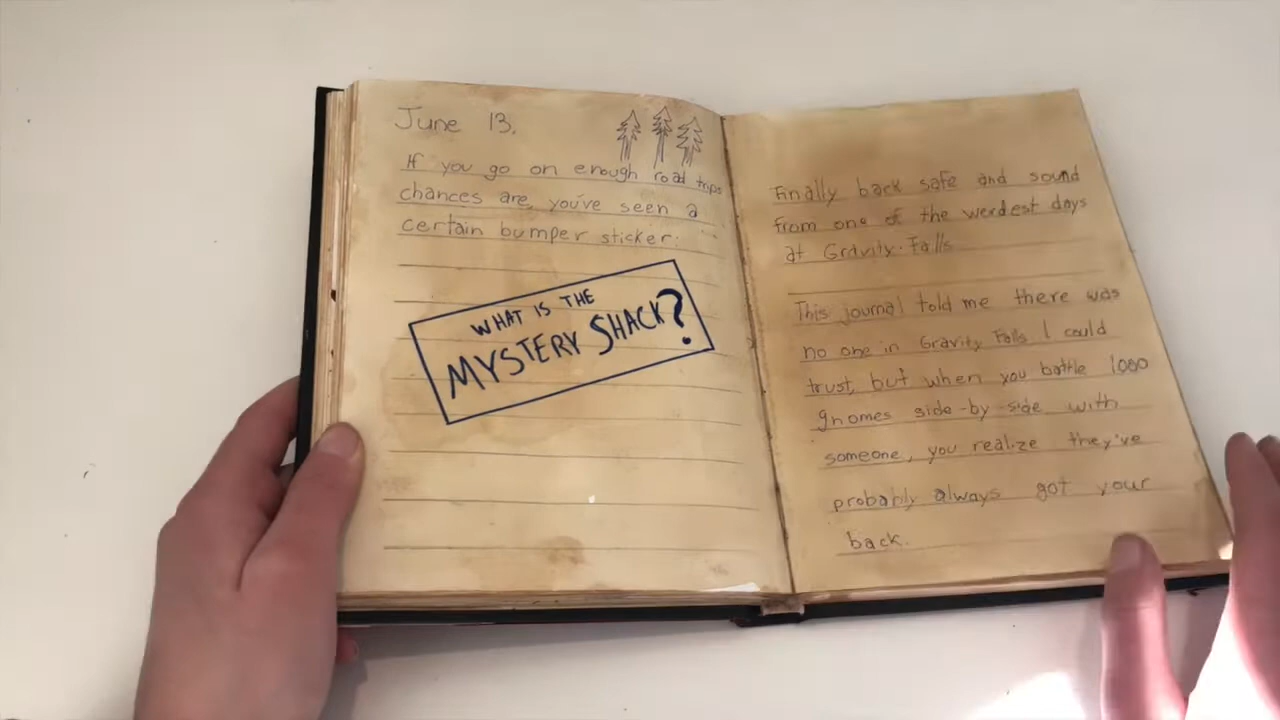 June 13.
If you go on enough road trips
chances are, you've seen a
certain bumper sticker:
WHAT IS THE
MYSTERY SHACK?
Finally back safe and sound
from one of the weirdest days
at Gravity Falls
This journal told me there was
no one in Gravity Falls I could
trust, but when you battle 1000
gnomes side-by-side with
someone, you realize they've
probably always got your
back.